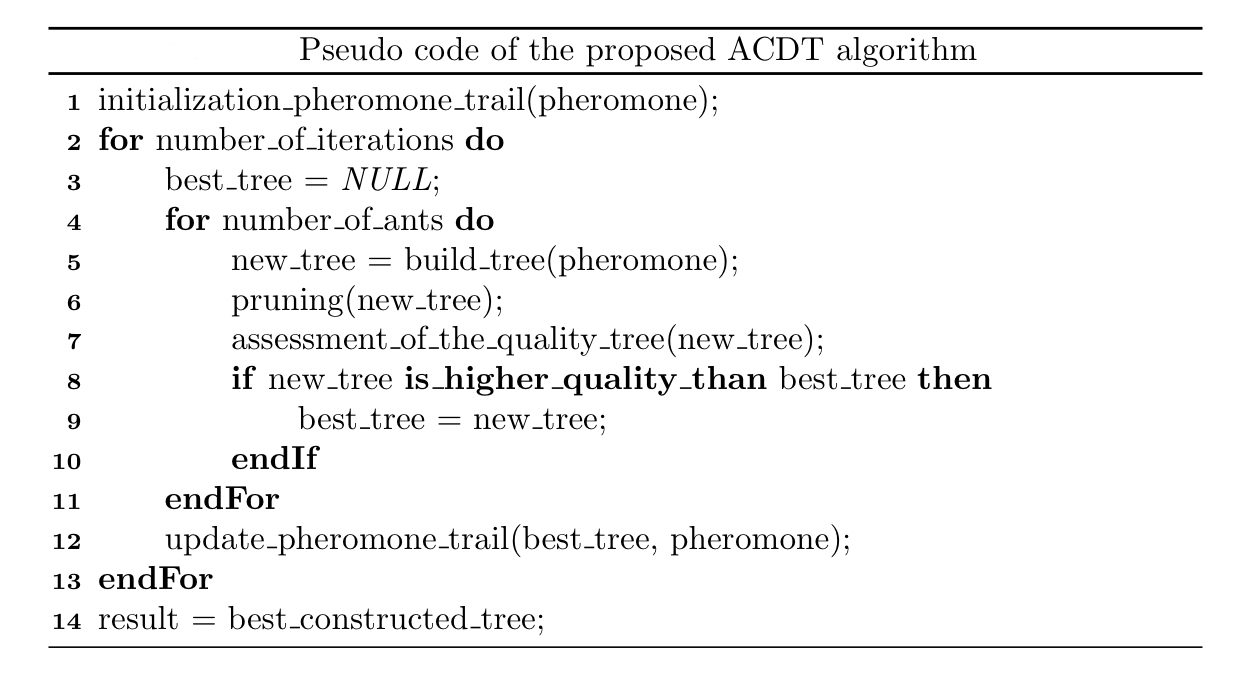 Pseudo code of the proposed ACDT algorithm
1 initialization_pheromone_trail(pheromone);
2 for number_of_iterations do
3 best_tree = NULL;
4 for number_of_ants do
5 new_tree = build_tree(pheromone);
6 pruning(new_tree);
7 assessment_of_the_quality_tree(new_tree);
8 if new_tree is_higher_quality_than best_tree then
9 best_tree = new_tree;
10 endIf
11 endFor
12 update_pheromone_trail(best_tree, pheromone);
13 endFor
14 result = best_constructed_tree;